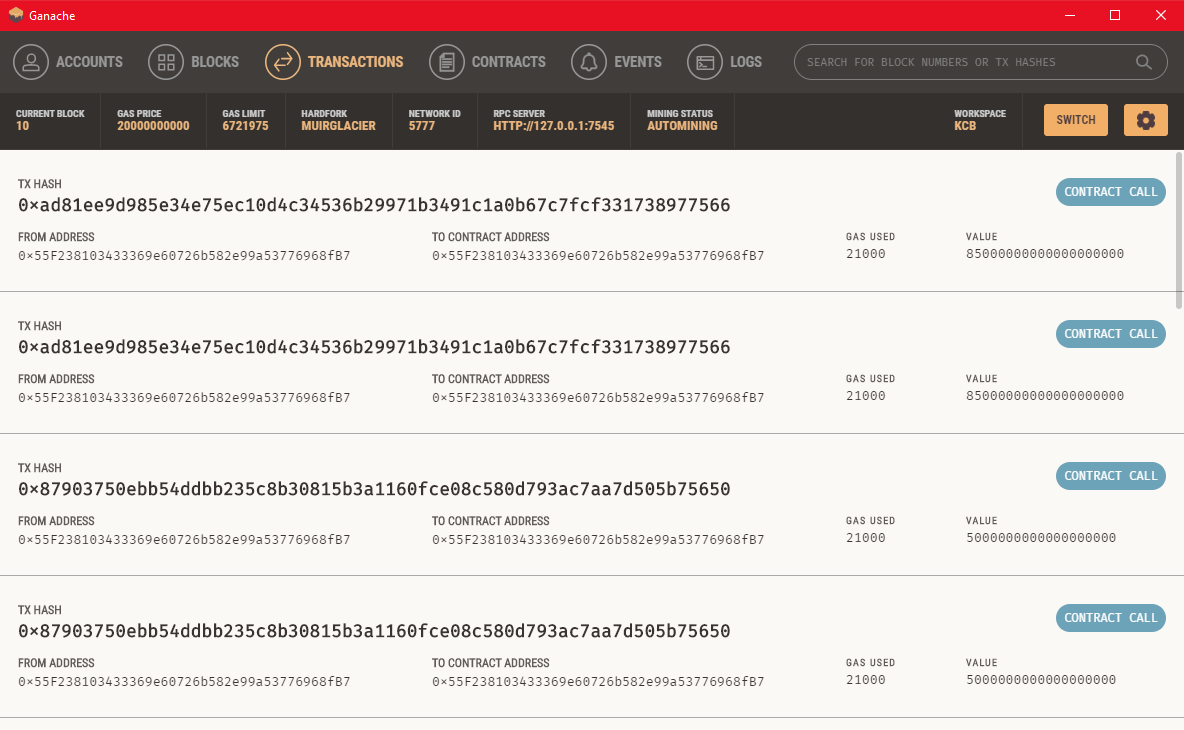 Ganache
ACCOUNTS BLOCKS TRANSACTIONS CONTRACTS EVENTS LOGS SEARCH FOR BLOCK NUMBERS OR TX HASHES
CURRENT BLOCK GAS PRICE GAS LIMIT HARDFORK NETWORK ID RPC SERVER MINING STATUS WORKSPACE
10 20000000000 6721975 MUIRGLACIER 5777 HTTP://127.0.0.1:7545 AUTOMINING KCB SWITCH
TX HASH
0×ad81ee9d985e34e75ec10d4c34536b29971b3491c1a0b67c7fcf331738977566 CONTRACT CALL
FROM ADDRESS TO CONTRACT ADDRESS GAS USED VALUE
0×55F238103433369e60726b582e99a53776968fB7 0×55F238103433369e60726b582e99a53776968fB7 21000 85000000000000000000
TX HASH
0×ad81ee9d985e34e75ec10d4c34536b29971b3491c1a0b67c7fcf331738977566 CONTRACT CALL
FROM ADDRESS TO CONTRACT ADDRESS GAS USED VALUE
0×55F238103433369e60726b582e99a53776968fB7 0×55F238103433369e60726b582e99a53776968fB7 21000 85000000000000000000
TX HASH
0×87903750ebb54ddbb235c8b30815b3a1160fce08c580d793ac7aa7d505b75650 CONTRACT CALL
FROM ADDRESS TO CONTRACT ADDRESS GAS USED VALUE
0×55F238103433369e60726b582e99a53776968fB7 0×55F238103433369e60726b582e99a53776968fB7 21000 5000000000000000000
TX HASH
0×87903750ebb54ddbb235c8b30815b3a1160fce08c580d793ac7aa7d505b75650 CONTRACT CALL
FROM ADDRESS TO CONTRACT ADDRESS GAS USED VALUE
0×55F238103433369e60726b582e99a53776968fB7 0×55F238103433369e60726b582e99a53776968fB7 21000 5000000000000000000